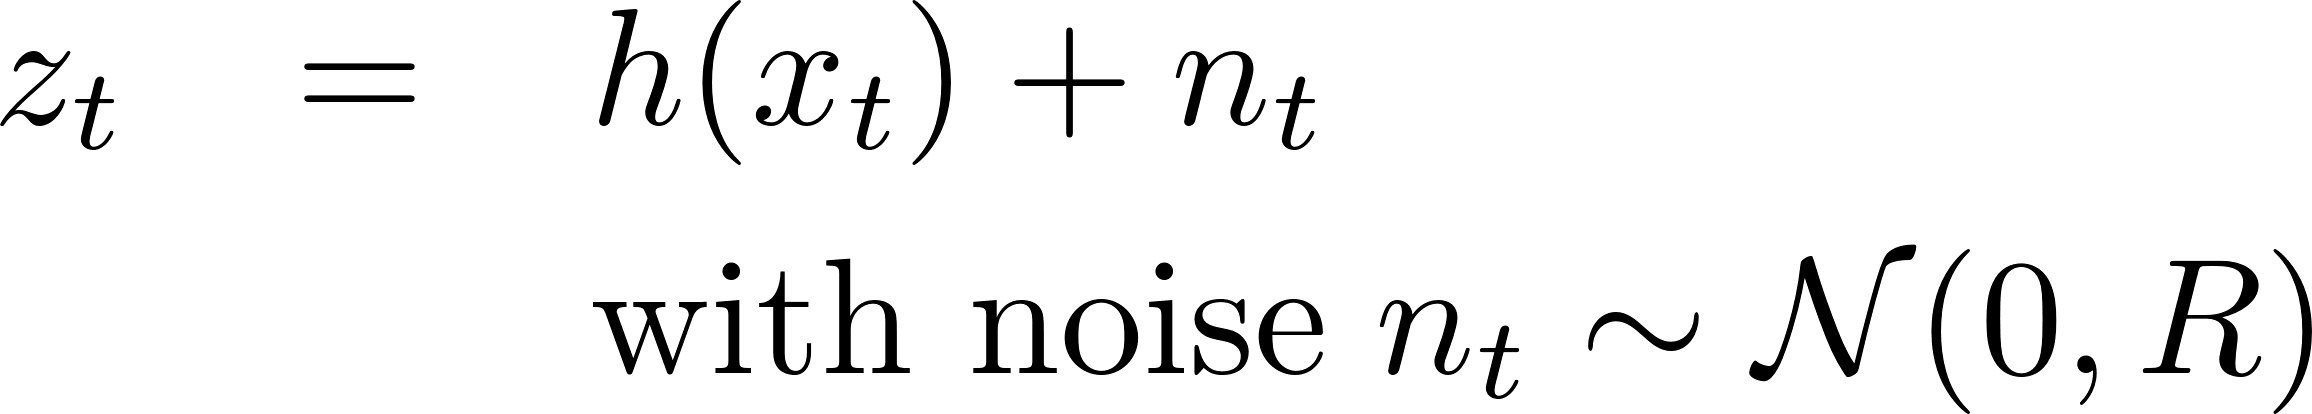 z_t = h(x_t) + n_t
with noise n_t ∼ 𝒩(0, R)